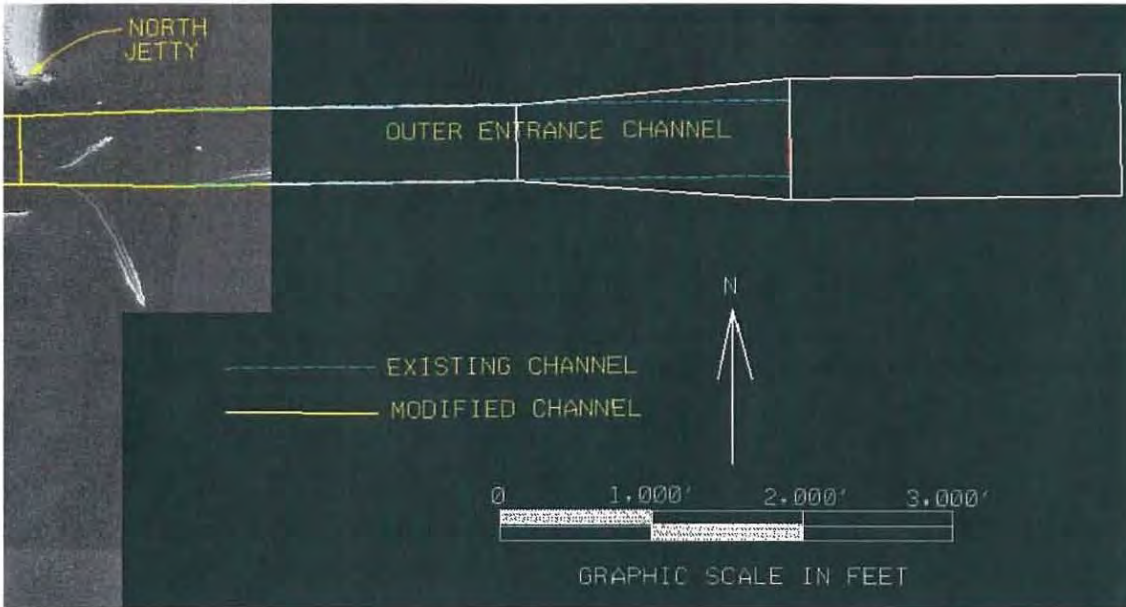 NORTH
JETTY
OUTER ENTRANCE CHANNEL
N
EXISTING CHANNEL
MODIFIED CHANNEL
0 1,000' 2,000' 3,000'
GRAPHIC SCALE IN FEET